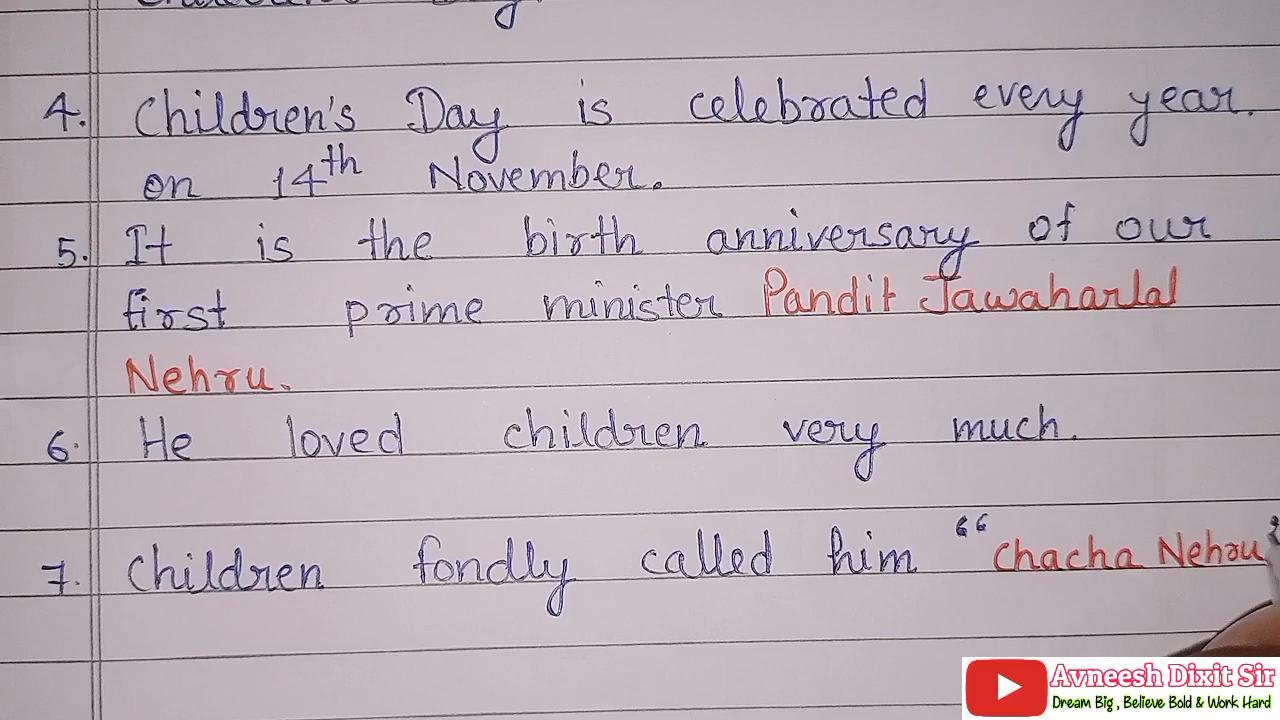 4. Children's Day is celebrated every year.
on 14th November.
5. It is the birth anniversary of our
first prime minister Pandit Jawaharlal
Nehru.
6. He loved children very much.
7. Children fondly called him "Chacha Nehru"
Avneesh Dixit Sir
Dream Big , Believe Bold & Work Hard